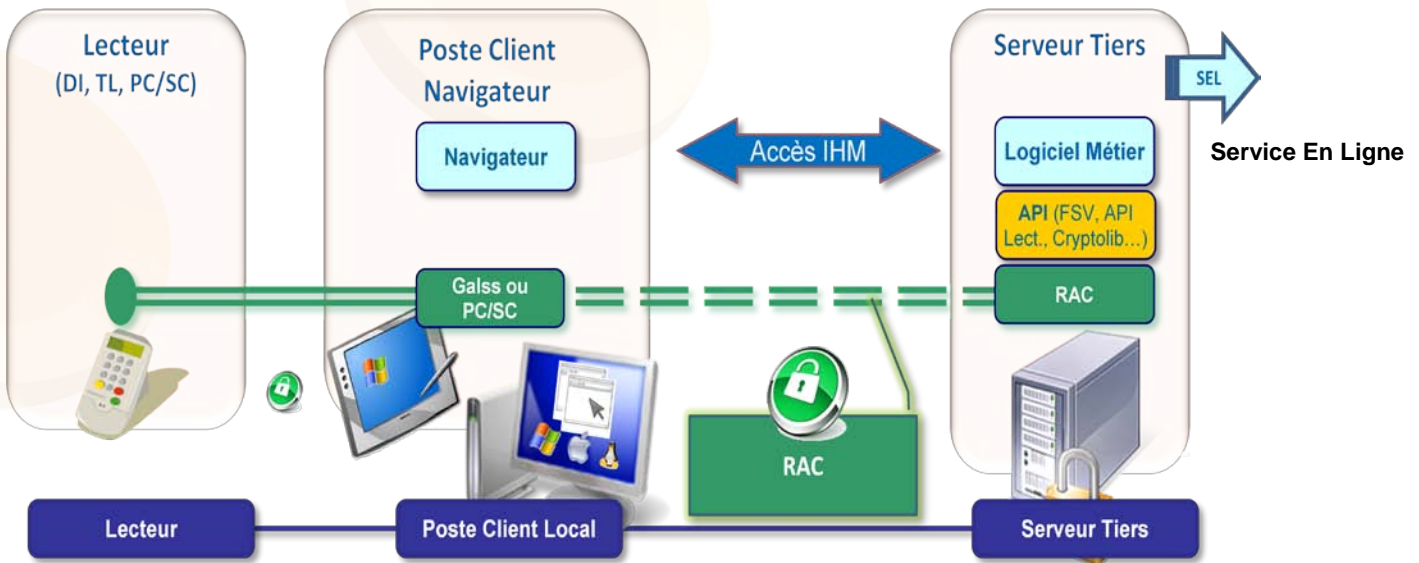 Lecteur
(DI, TL, PC/SC)
Poste Client
Navigateur
Navigateur
Galss ou
PC/SC
Accès IHM
Serveur Tiers
Logiciel Métier
API (FSV, API
Lect., Cryptolib…)
RAC
SEL
Service En Ligne
RAC
Lecteur
Poste Client Local
Serveur Tiers